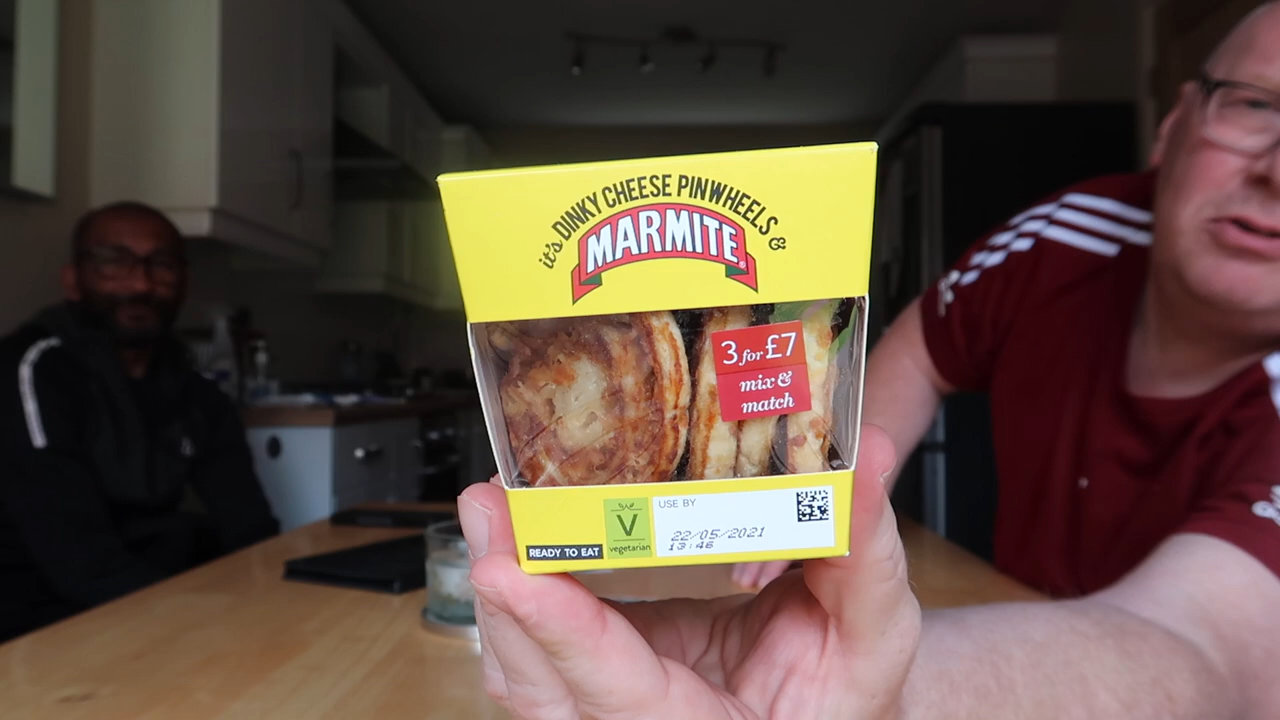 it's DINKY CHEESE PINWHEELS &
MARMITE®
3 for £7
mix &
match
V
vegetarian
READY TO EAT
USE BY
22/05/2021
13:46